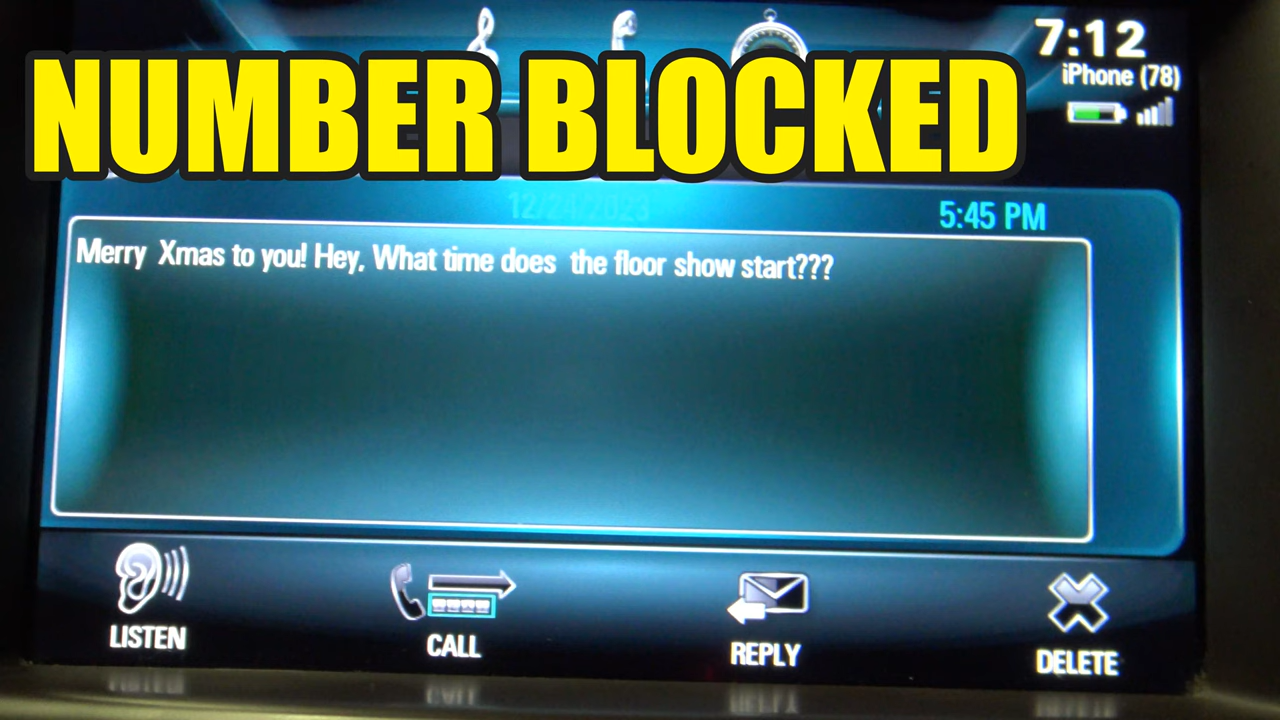 7:12
iPhone (78)
NUMBER BLOCKED
12/24/2023
5:45 PM
Merry Xmas to you! Hey, What time does the floor show start???
LISTEN
CALL
REPLY
DELETE